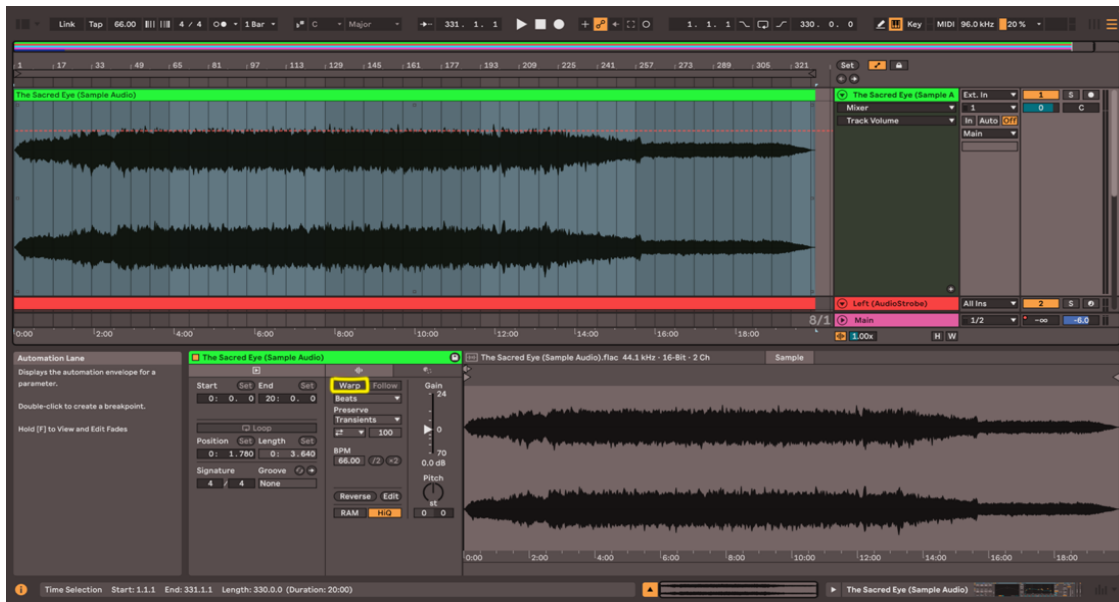 Link Tap 66.00 4 / 4 1 Bar C Major 331. 1. 1 1. 1. 1 330. 0. 0 Key MIDI 96.0 kHz 20 %
1 17 33 49 65 81 97 113 129 145 161 177 193 209 225 241 257 273 289 305 321 Set
The Sacred Eye (Sample Audio) The Sacred Eye (Sample A Ext. In 1 S
Mixer 1 0 C
Track Volume In Auto Off
Main
Left (AudioStrobe) All Ins 2 S
8/1 Main 1/2 -∞ -6.0
0:00 2:00 4:00 6:00 8:00 10:00 12:00 14:00 16:00 18:00 1.00x H W
Automation Lane
Displays the automation envelope for a
parameter.
Double-click to create a breakpoint.
Hold [F] to View and Edit Fades
The Sacred Eye (Sample Audio)
Start Set End Set
0: 0. 0 20: 0. 0
Loop
Position Set Length Set
0: 1.780 0: 3.640
Signature Groove
4 / 4 None
Warp Follow
Beats
Preserve
Transients
100
BPM
66.00 /2 ×2
Reverse Edit
RAM HiQ
Gain
24
0
70
0.0 dB
Pitch
st
0 0
The Sacred Eye (Sample Audio).flac 44.1 kHz · 16-Bit · 2 Ch Sample
0:00 2:00 4:00 6:00 8:00 10:00 12:00 14:00 16:00 18:00
Time Selection Start: 1.1.1 End: 331.1.1 Length: 330.0.0 (Duration: 20:00) The Sacred Eye (Sample Audio)